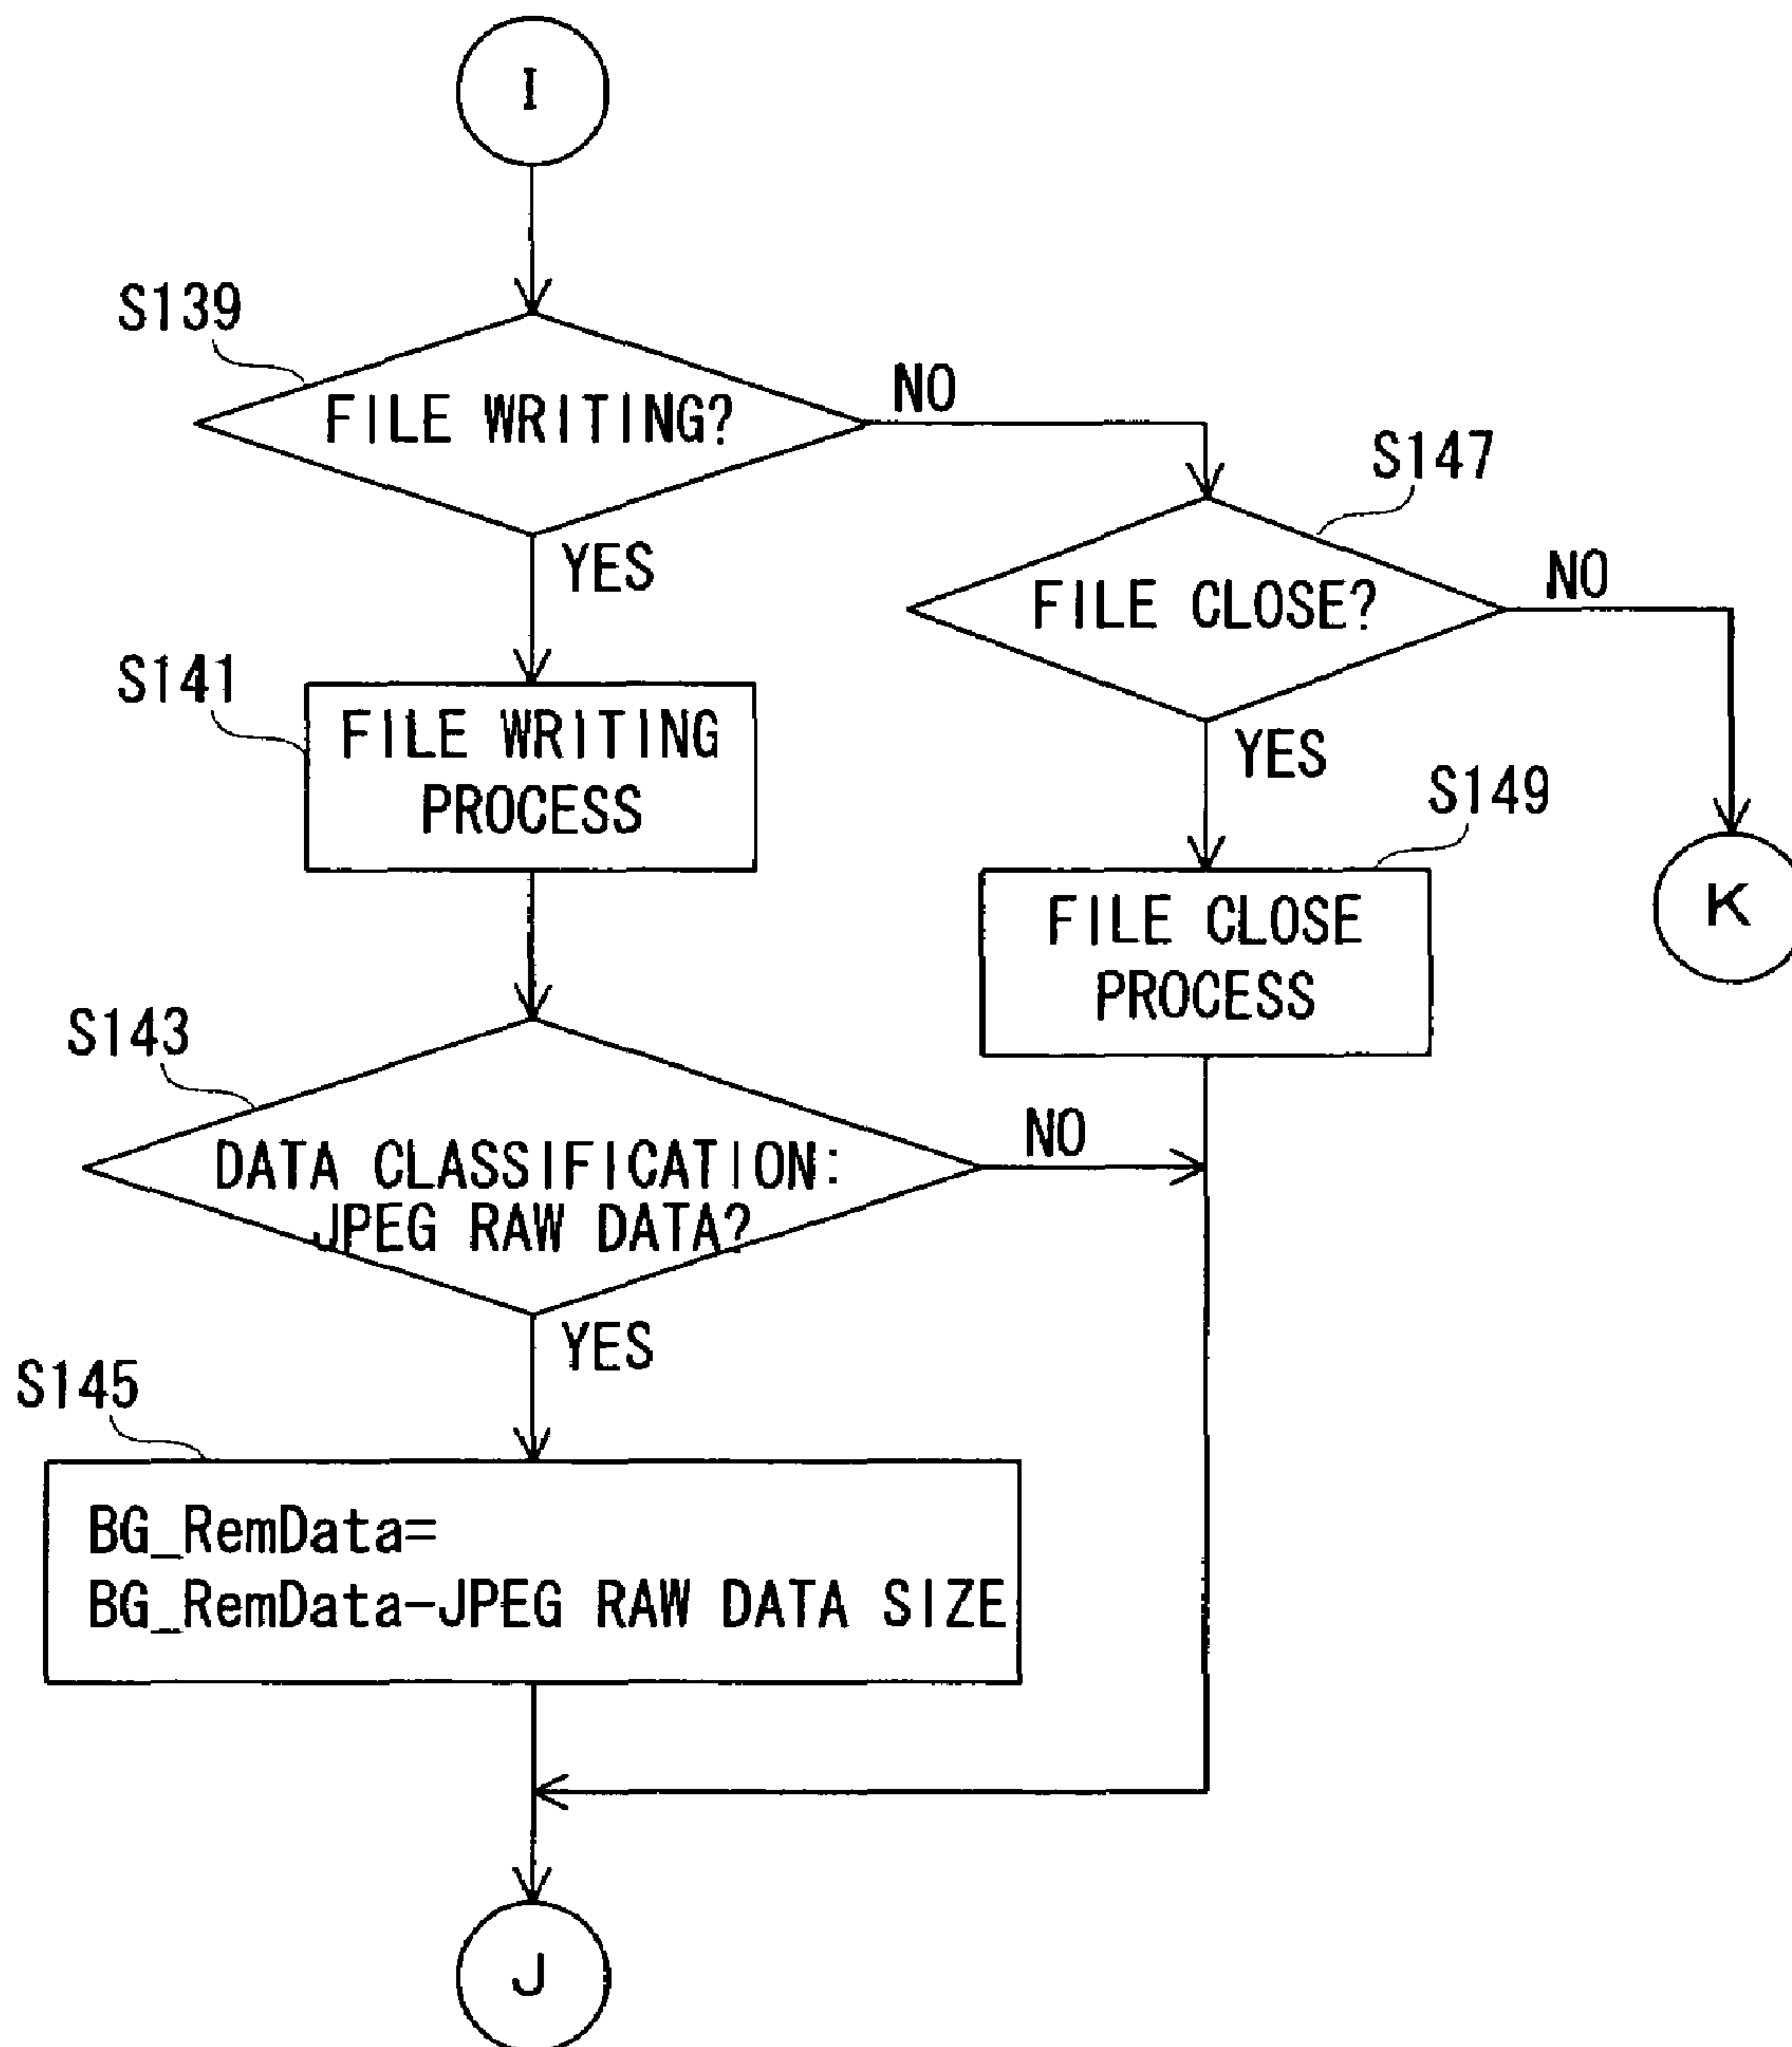 I
S139
FILE WRITING?
NO
S147
YES
FILE CLOSE?
NO
S141
FILE WRITING
PROCESS
YES
S149
FILE CLOSE
PROCESS
K
S143
DATA CLASSIFICATION:
JPEG RAW DATA?
NO
YES
S145
BG_RemData=
BG_RemData-JPEG RAW DATA SIZE
J